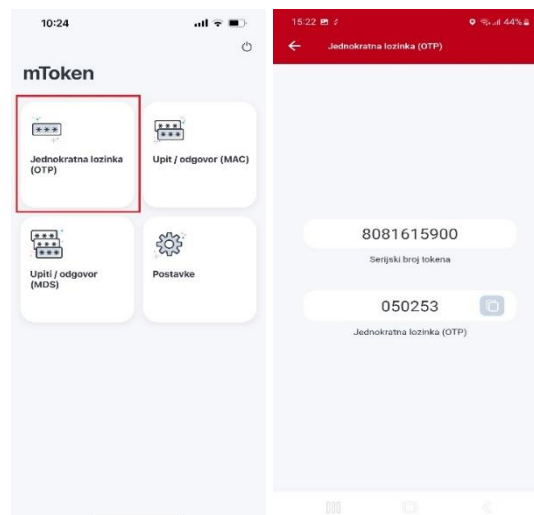 10:24
mToken
***
Jednokratna lozinka
(OTP)
***
***
Upit / odgovor (MAC)
***
***
***
Upiti / odgovor
(MDS)
Postavke
15:22
44%
Jednokratna lozinka (OTP)
8081615900
Serijski broj tokena
050253
Jednokratna lozinka (OTP)